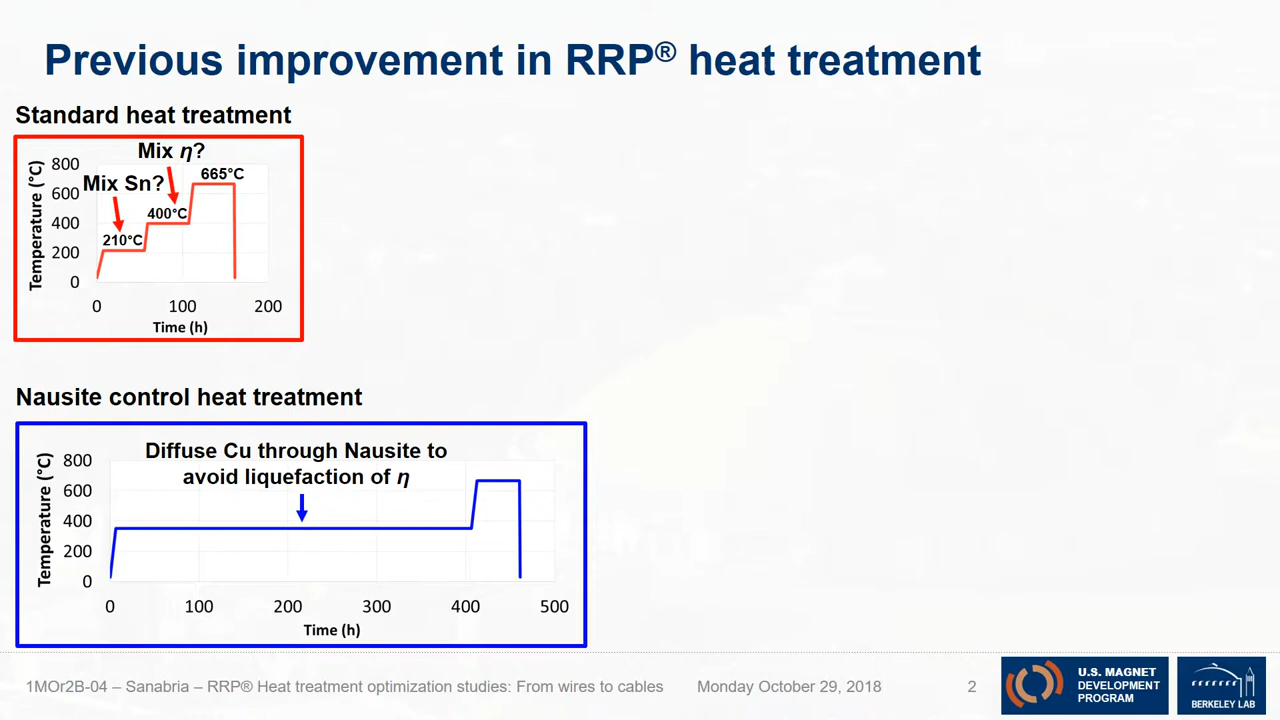 Previous improvement in RRP® heat treatment
Standard heat treatment
Mix η?
Mix Sn?
665°C
400°C
210°C
Temperature (°C)
800
600
400
200
0
0 100 200
Time (h)
Nausite control heat treatment
Diffuse Cu through Nausite to
avoid liquefaction of η
Temperature (°C)
800
600
400
200
0
0 100 200 300 400 500
Time (h)
1MOr2B-04 – Sanabria – RRP® Heat treatment optimization studies: From wires to cables Monday October 29, 2018 2
U.S. MAGNET
DEVELOPMENT
PROGRAM
BERKELEY LAB